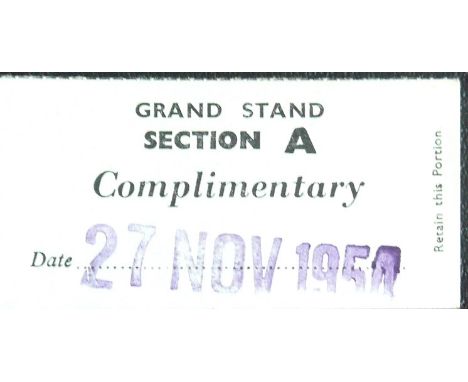 GRAND STAND
SECTION A
Complimentary
Date 27 NOV
Retain this Portion